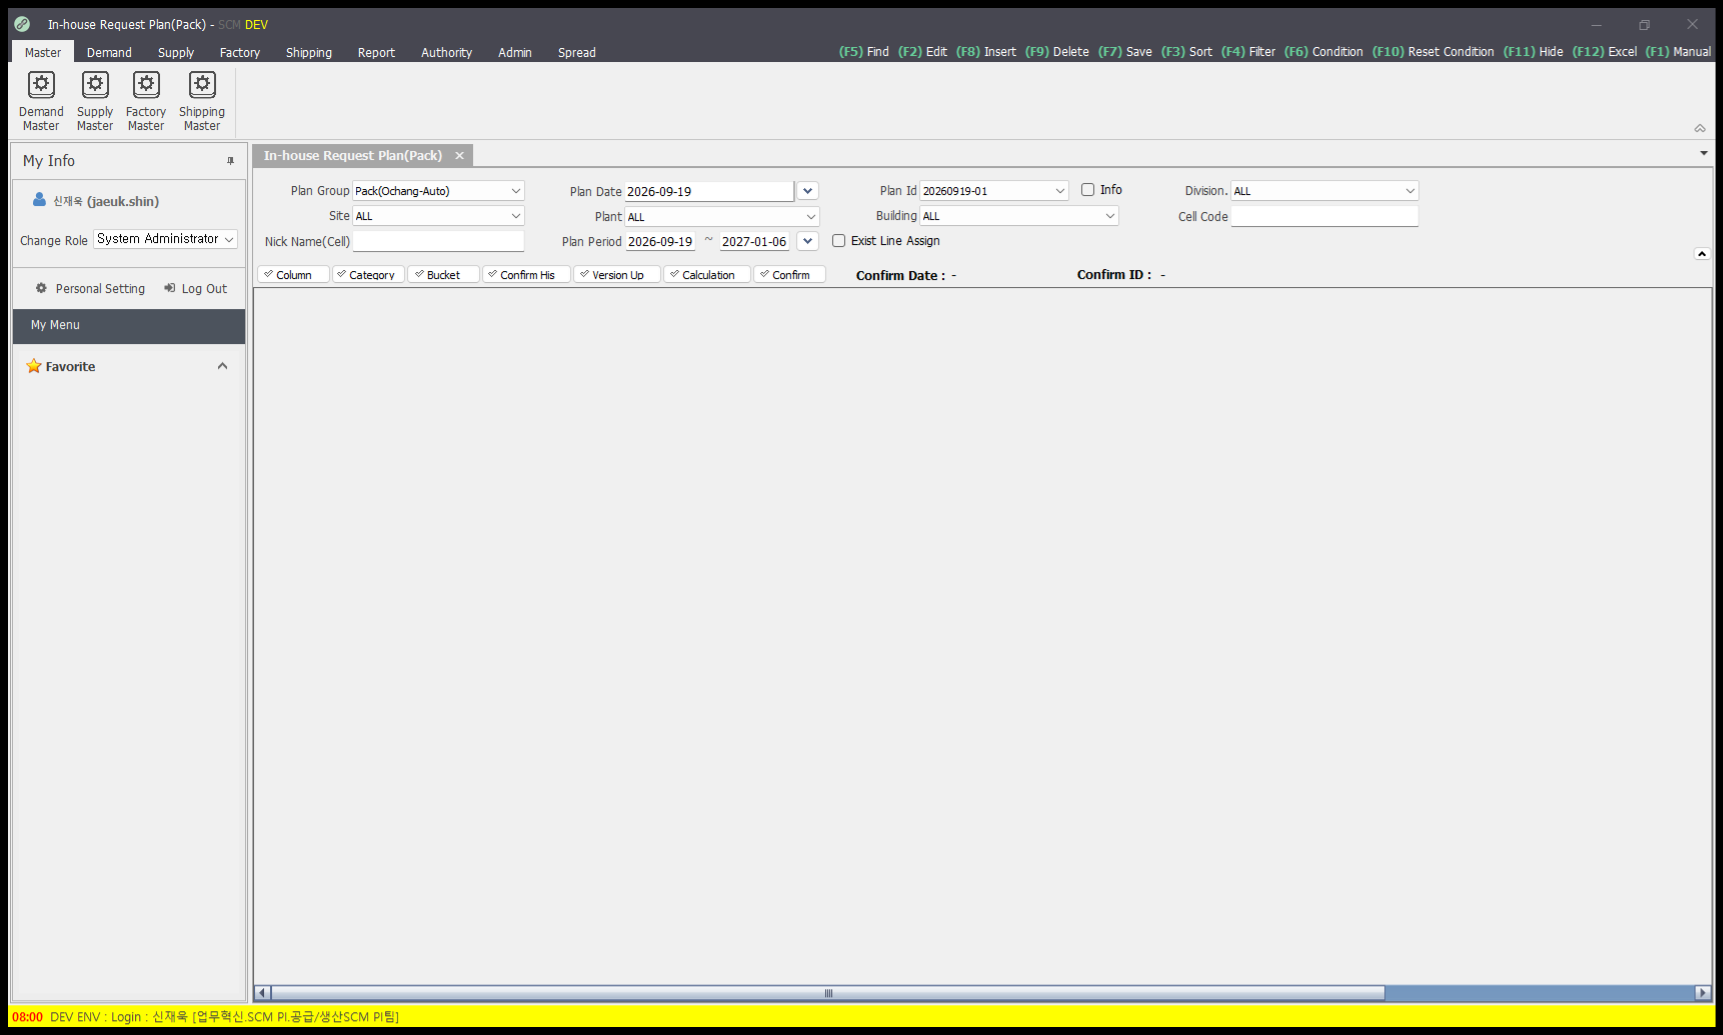 In-house Request Plan(Pack) - SCM DEV
Master Demand Supply Factory Shipping Report Authority Admin Spread
(F5) Find (F2) Edit (F8) Insert (F9) Delete (F7) Save (F3) Sort (F4) Filter (F6) Condition (F10) Reset Condition (F11) Hide (F12) Excel (F1) Manual
Demand Master
Supply Master
Factory Master
Shipping Master
My Info
신재욱 (jaeuk.shin)
Change Role System Administrator
Personal Setting Log Out
My Menu
Favorite
In-house Request Plan(Pack)
Plan Group Pack(Ochang-Auto) Plan Date 2026-09-19 Plan Id 20260919-01 Info Division. ALL
Site ALL Plant ALL Building ALL Cell Code
Nick Name(Cell) Plan Period 2026-09-19 ~ 2027-01-06 Exist Line Assign
Column Category Bucket Confirm His Version Up Calculation Confirm Confirm Date : - Confirm ID : -
08:00 DEV ENV : Login : 신재욱 [업무혁신.SCM PI.공급/생산SCM PI팀]